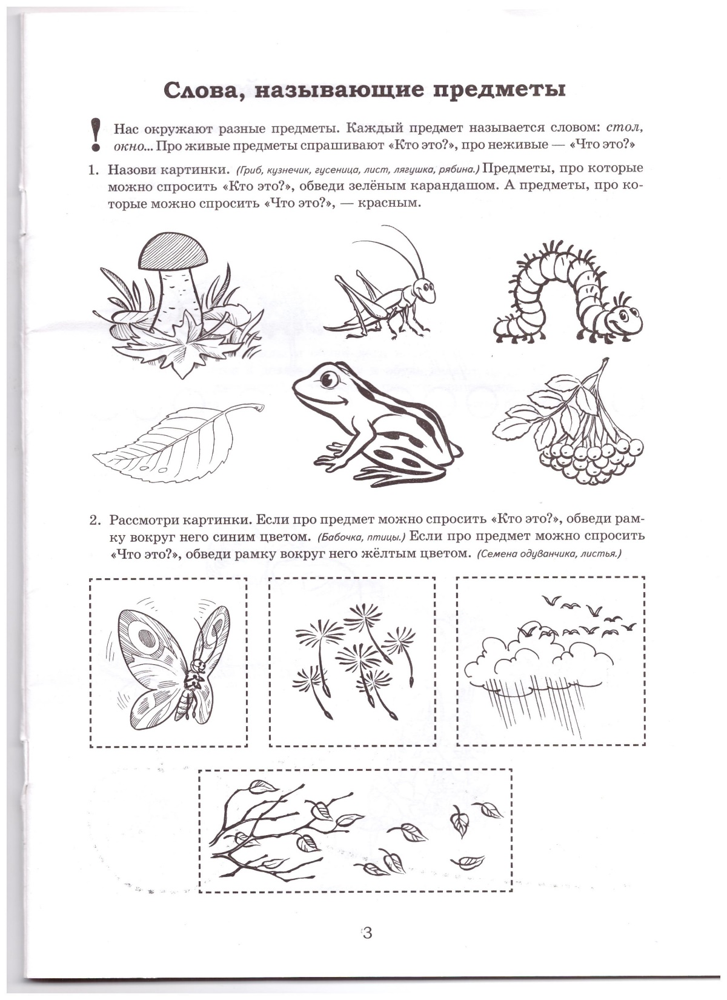 Слова, называющие предметы
! Нас окружают разные предметы. Каждый предмет называется словом: стол,
окно... Про живые предметы спрашивают «Кто это?», про неживые — «Что это?»
1. Назови картинки. (Гриб, кузнечик, гусеница, лист, лягушка, рябина.) Предметы, про которые
можно спросить «Кто это?», обведи зелёным карандашом. А предметы, про ко-
торые можно спросить «Что это?», — красным.
2. Рассмотри картинки. Если про предмет можно спросить «Кто это?», обведи рам-
ку вокруг него синим цветом. (Бабочка, птицы.) Если про предмет можно спросить
«Что это?», обведи рамку вокруг него жёлтым цветом. (Семена одуванчика, листья.)
3